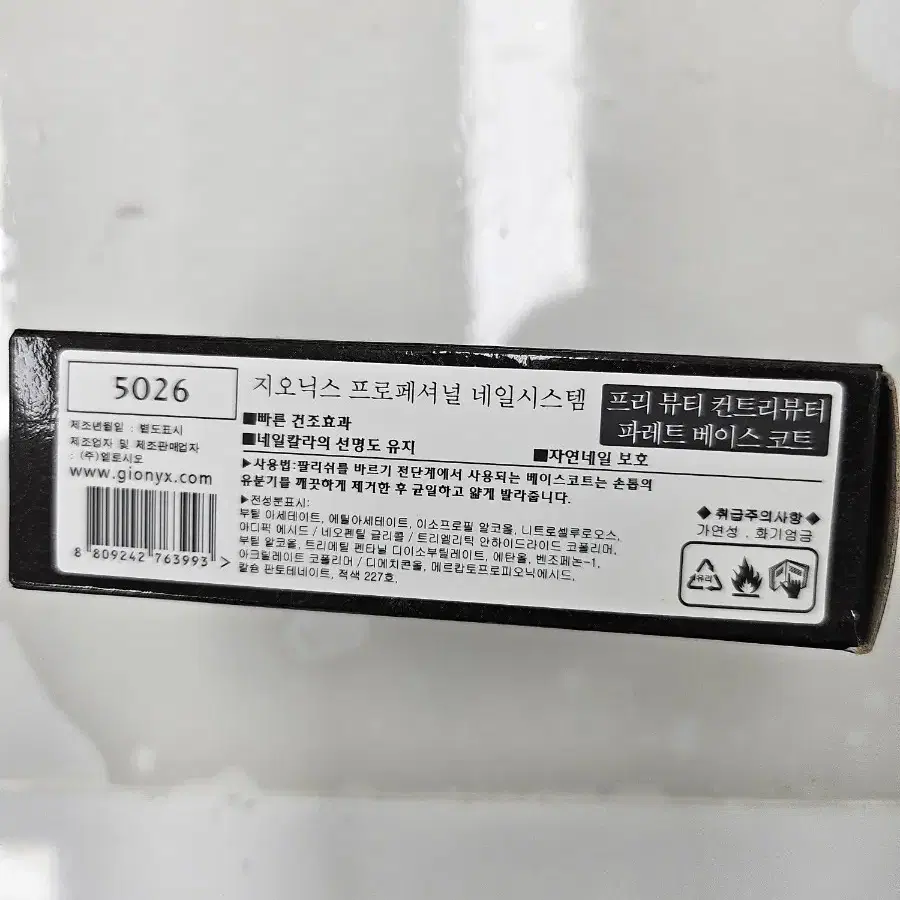 5026
제조년월일 : 별도표시
제조업자 및 제조판매업자
: (주)엘로시오
www.gionyx.com
8 809242 763993
지오닉스 프로페셔널 네일시스템
■빠른 건조효과
■네일칼라의 선명도 유지
■자연네일 보호
프리 뷰티 컨트리뷰터
파레트 베이스 코트
▶사용법:팔리쉬를 바르기 전단계에서 사용되는 베이스코트는 손톱의
유분기를 깨끗하게 제거한 후 균일하고 얇게 발라줍니다.
▶전성분표시:
부틸 아세테이트, 에틸아세테이트, 이소프로필 알코올, 니트로셀루로오스,
아디픽 에시드 / 네오펜틸 글리콜 / 트리멜리틱 안하이드라이드 코폴리머,
부틸 알코올, 트리메틸 펜타닐 디이소부틸레이트, 에탄올, 벤조페논-1,
아크릴레이트 코폴리머 / 디메치콘올, 메르캅토프로피오닉에시드,
칼슘 판토테네이트, 적색 227호.
◆ 취급주의사항 ◆
가연성 . 화기엄금
유리